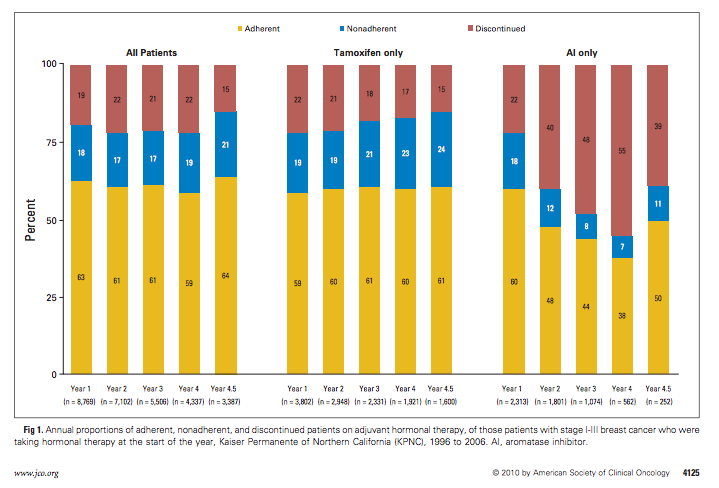 Adherent Nonadherent Discontinued
All Patients Tamoxifen only AI only
Percent
100
75
50
25
0
19 22 21 22 15
18 17 17 19 21
63 61 61 59 64
22 21 18 17 15
19 19 21 23 24
59 60 61 60 61
22 40 48 55 39
18 12 8 7 11
60 48 44 38 50
Year 1 Year 2 Year 3 Year 4 Year 4.5 Year 1 Year 2 Year 3 Year 4 Year 4.5 Year 1 Year 2 Year 3 Year 4 Year 4.5
(n = 8,769) (n = 7,102) (n = 5,506) (n = 4,337) (n = 3,387) (n = 3,802) (n = 2,948) (n = 2,331) (n = 1,921) (n = 1,600) (n = 2,313) (n = 1,801) (n = 1,074) (n = 562) (n = 252)
Fig 1. Annual proportions of adherent, nonadherent, and discontinued patients on adjuvant hormonal therapy, of those patients with stage I-III breast cancer who were
taking hormonal therapy at the start of the year, Kaiser Permanente of Northern California (KPNC), 1996 to 2006. AI, aromatase inhibitor.
www.jco.org © 2010 by American Society of Clinical Oncology 4125